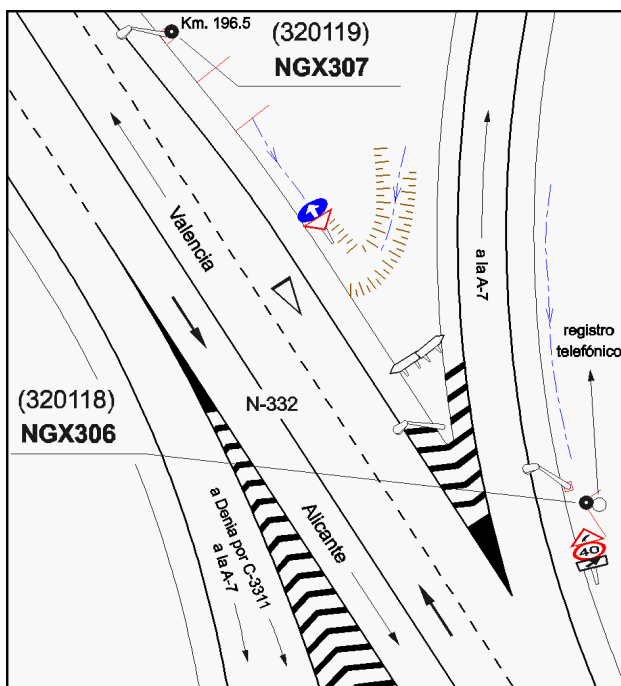 Km. 196.5
(320119)
NGX307
Valencia
a la A-7
registro
telefónico
(320118)
NGX306
N-332
Alicante
a Denia por C-3311
a la A-7
40